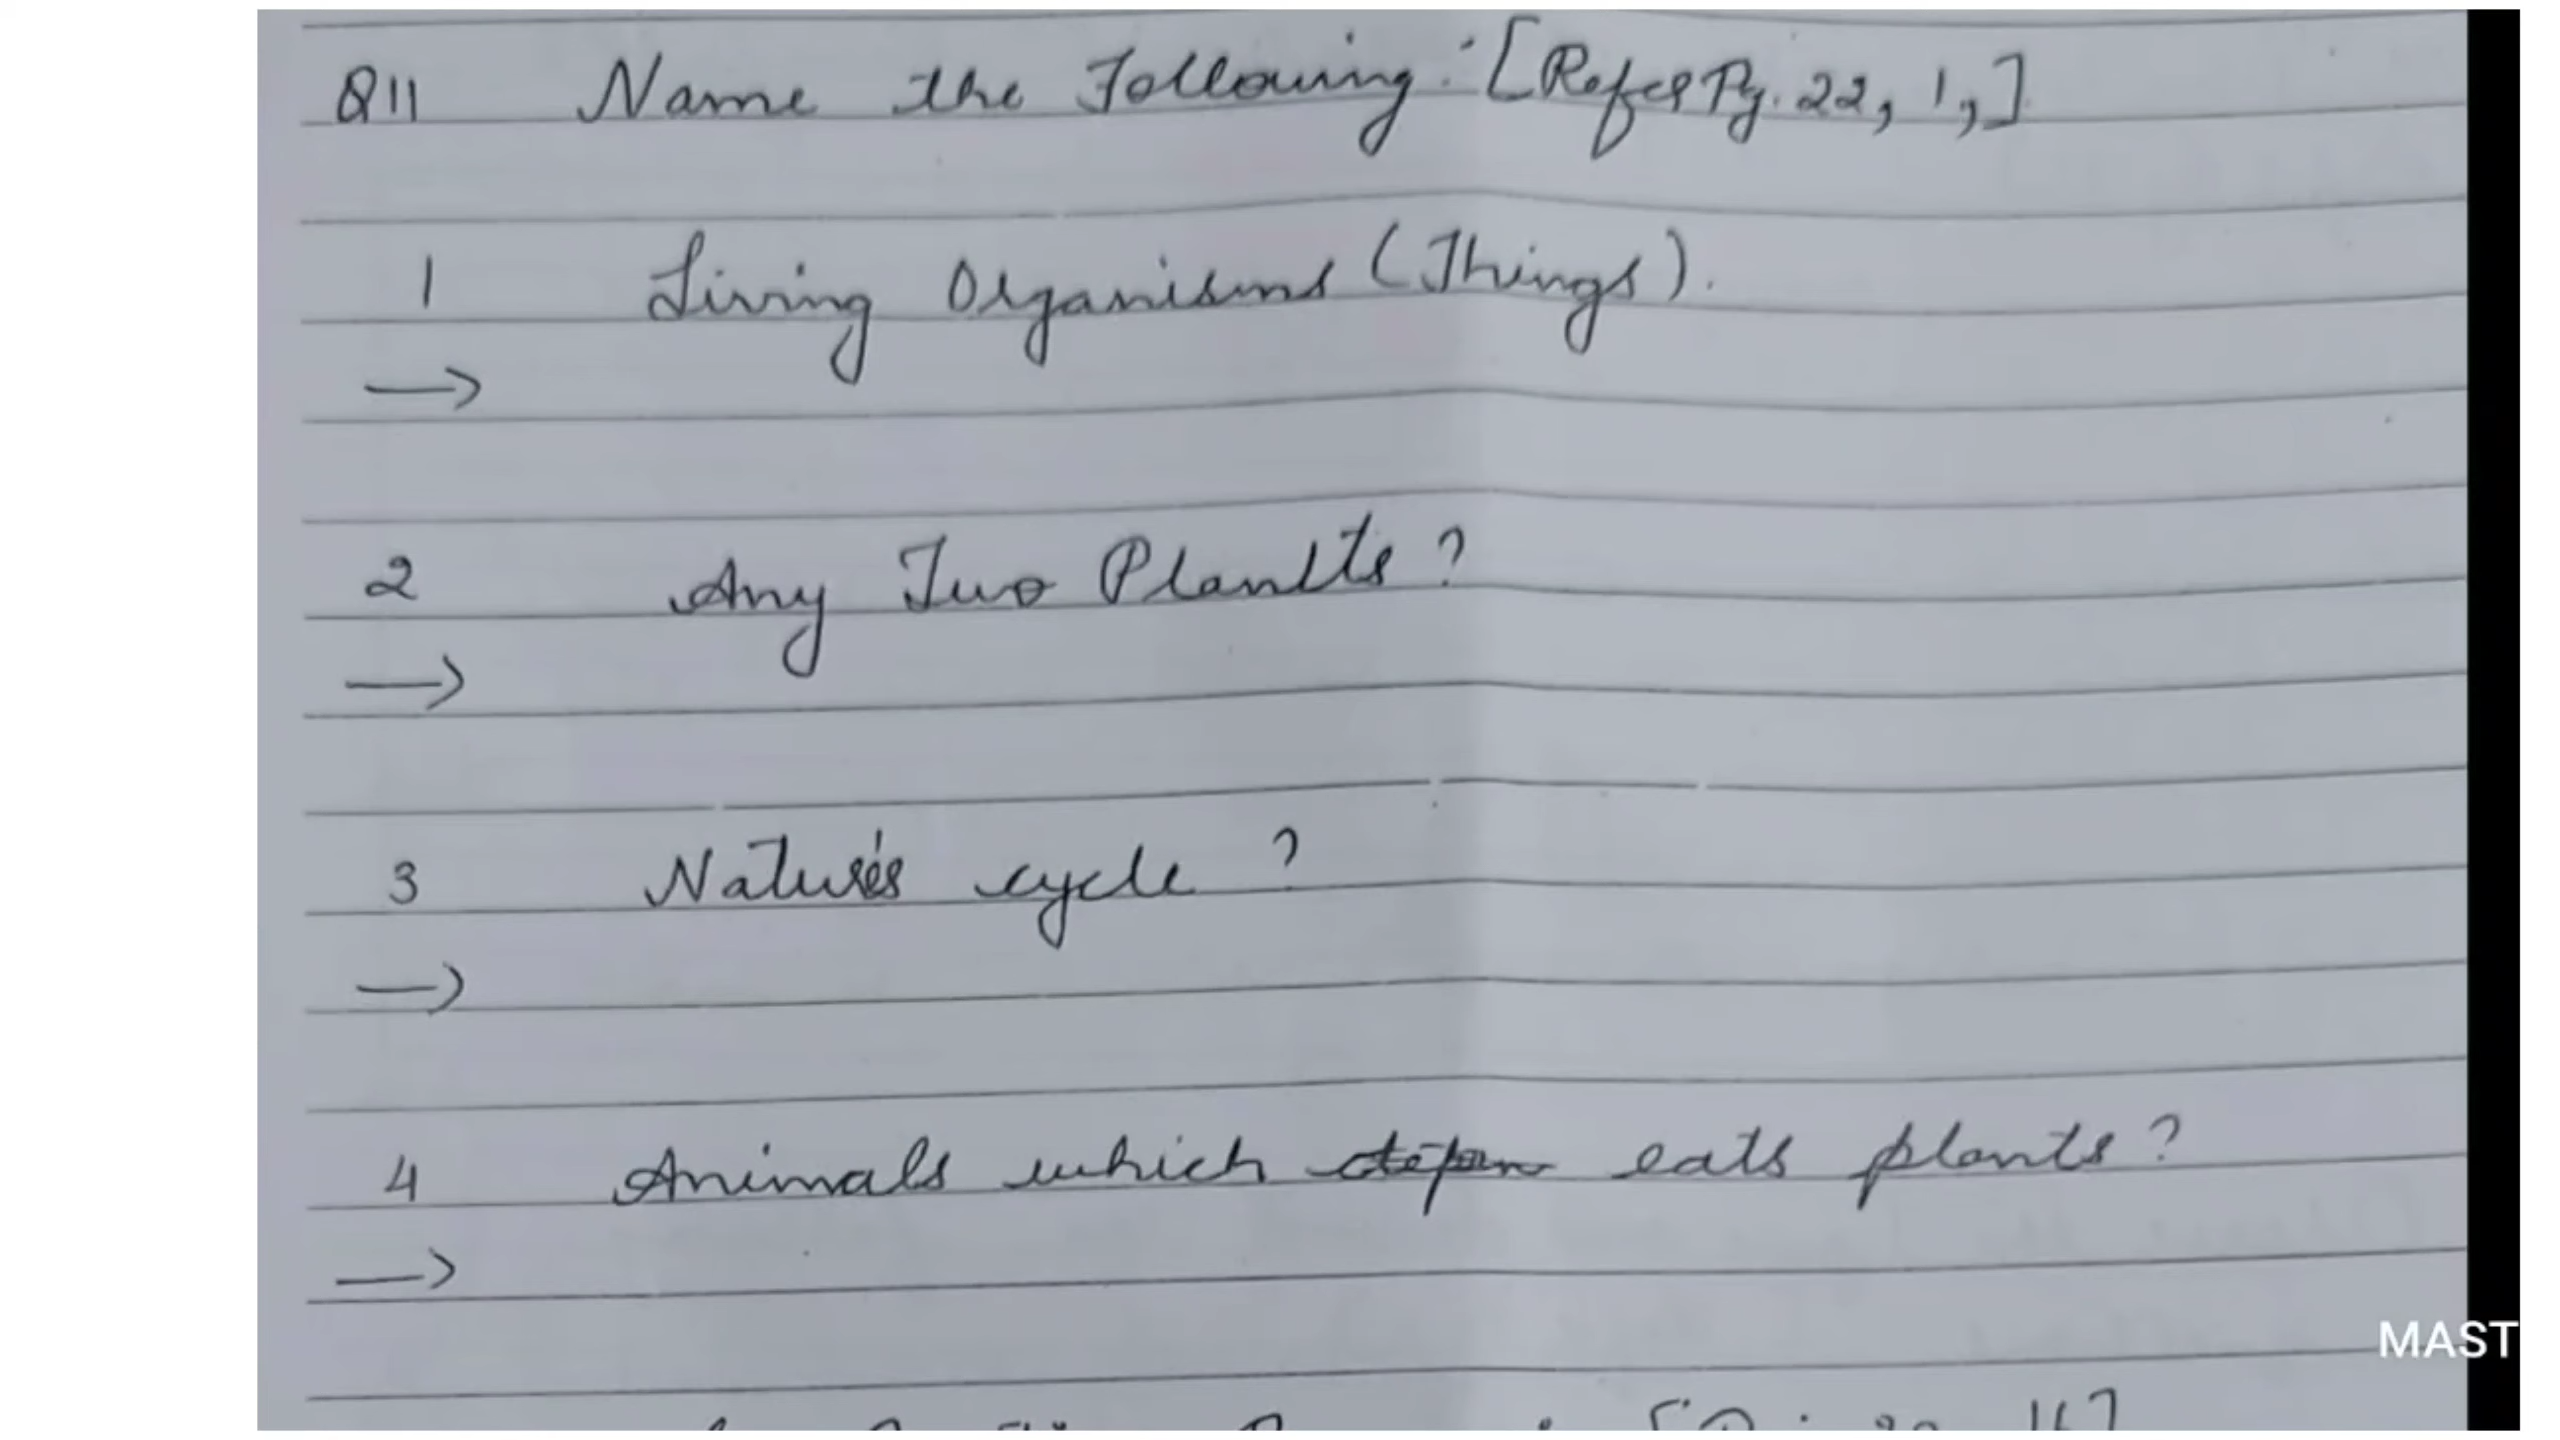 Q11 Name the Following: [Refer Pg. 22, 1,]
1 Living Organisms (Things).
→
2 Any Two Plantts?
→
3 Nature's cycle?
→
4 Animals which eats plants?
→
MAST